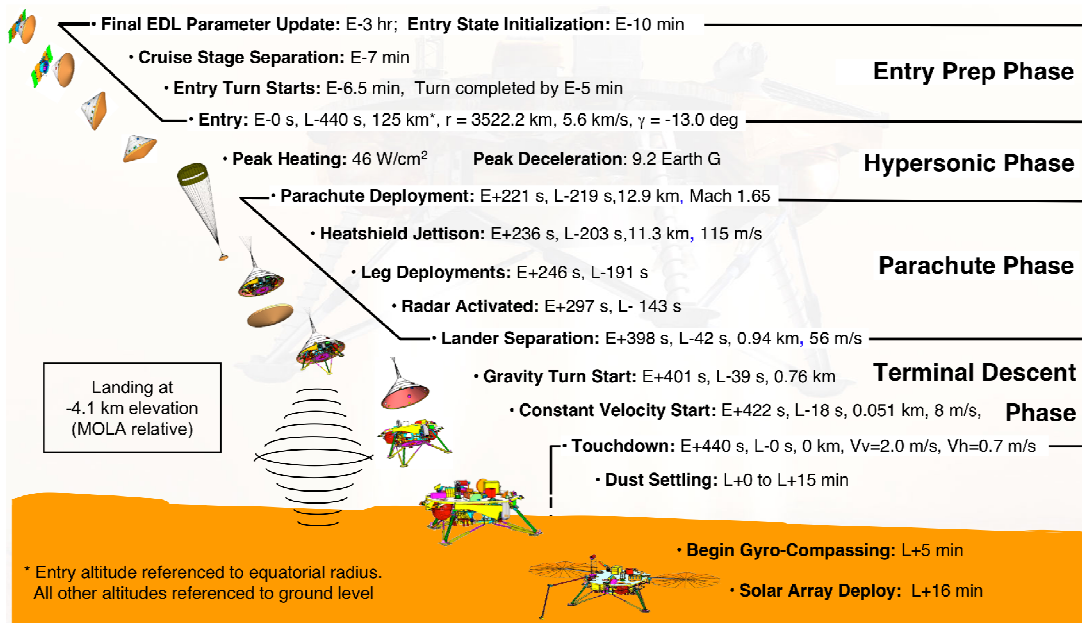 • Final EDL Parameter Update: E-3 hr;  Entry State Initialization: E-10 min
• Cruise Stage Separation: E-7 min
Entry Prep Phase
• Entry Turn Starts: E-6.5 min,  Turn completed by E-5 min
• Entry: E-0 s, L-440 s, 125 km*, r = 3522.2 km, 5.6 km/s, γ = -13.0 deg
• Peak Heating: 46 W/cm²    Peak Deceleration: 9.2 Earth G
Hypersonic Phase
• Parachute Deployment: E+221 s, L-219 s,12.9 km, Mach 1.65
• Heatshield Jettison: E+236 s, L-203 s,11.3 km, 115 m/s
Parachute Phase
• Leg Deployments: E+246 s, L-191 s
• Radar Activated: E+297 s, L- 143 s
• Lander Separation: E+398 s, L-42 s, 0.94 km, 56 m/s
Terminal Descent
Phase
• Gravity Turn Start: E+401 s, L-39 s, 0.76 km
• Constant Velocity Start: E+422 s, L-18 s, 0.051 km, 8 m/s,
• Touchdown: E+440 s, L-0 s, 0 km, Vv=2.0 m/s, Vh=0.7 m/s
• Dust Settling: L+0 to L+15 min
Landing at
-4.1 km elevation
(MOLA relative)
• Begin Gyro-Compassing: L+5 min
• Solar Array Deploy:  L+16 min
* Entry altitude referenced to equatorial radius.
All other altitudes referenced to ground level